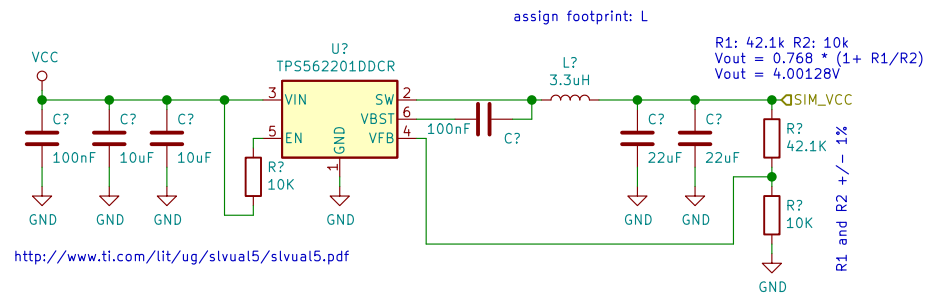 assign footprint: L
R1: 42.1k R2: 10k
Vout = 0.768 * (1+ R1/R2)
Vout = 4.00128V
VCC
U?
TPS562201DDCR
L?
3.3uH
3 VIN
SW 2
VBST 6
VFB 4
5 EN
GND
1
SIM_VCC
C?
100nF
C?
10uF
C?
10uF
R?
10K
100nF
C?
C?
22uF
C?
22uF
R?
42.1K
R?
10K
R1 and R2 +/- 1%
GND
GND
GND
GND
GND
GND
GND
http://www.ti.com/lit/ug/slvual5/slvual5.pdf